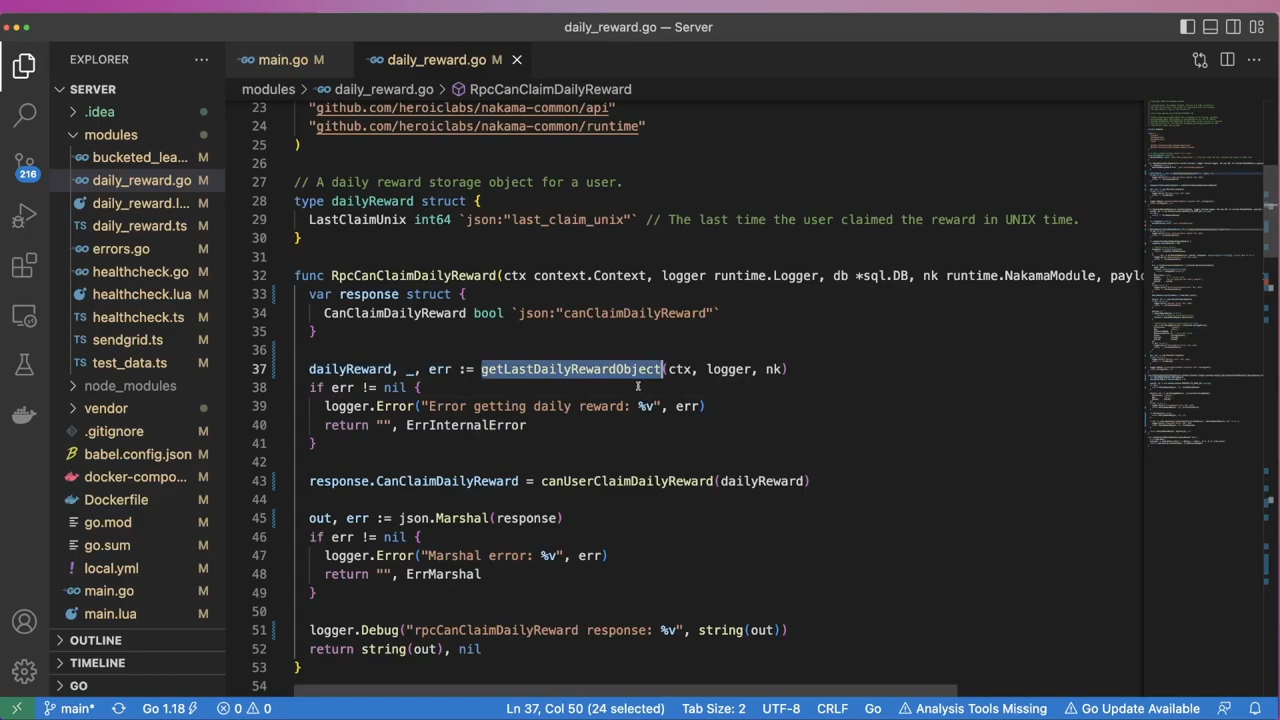 daily_reward.go — Server
EXPLORER
SERVER
.idea
modules
bucketed_lea... M
daily_reward.go M
daily_reward.l... M
daily_reward.ts M
errors.go M
healthcheck.go M
healthcheck.lua M
healthcheck.ts M
sendgrid.ts M
test_data.ts M
node_modules
vendor
.gitignore M
babel.config.json M
docker-compo... M
Dockerfile M
go.mod M
go.sum M
local.yml M
main.go M
main.lua M
OUTLINE
TIMELINE
GO
216
main.go M
daily_reward.go M
modules > daily_reward.go > RpcCanClaimDailyReward
23 "github.com/heroiclabs/nakama-common/api"
24 "github.com/heroiclabs/nakama-common/runtime"
25 )
26
27 daily reward struct for user.
28 dailyReward struct
29 LastClaimUnix int64 "last_claim_unix"` // The last time the user claimed the reward in UNIX time.
30 }
31
32 func RpcCanClaimDailyReward(ctx context.Context, logger runtime.Logger, db *sql.DB, nk runtime.NakamaModule, paylo
33 var response struct
34 CanClaimDailyReward bool `json:"canClaimDailyReward"`
35 }
36
37 dailyReward, _, err getLastDailyRewardObject(ctx, logger, nk)
38 if err != nil {
39 logger.Error("Error getting daily reward: %v", err)
40 return "", ErrInternalError
41
42
43 response.CanClaimDailyReward = canUserClaimDailyReward(dailyReward)
44
45 out, err := json.Marshal(response)
46 if err != nil {
47 logger.Error("Marshal error: %v", err)
48 return "", ErrMarshal
49 }
50
51 logger.Debug("rpcCanClaimDailyReward response: %v", string(out))
52 return string(out), nil
53 }
54
main*
Go 1.18
0 0
Ln 37, Col 50 (24 selected)
Tab Size: 2
UTF-8
CRLF
Go
Analysis Tools Missing
Go Update Available